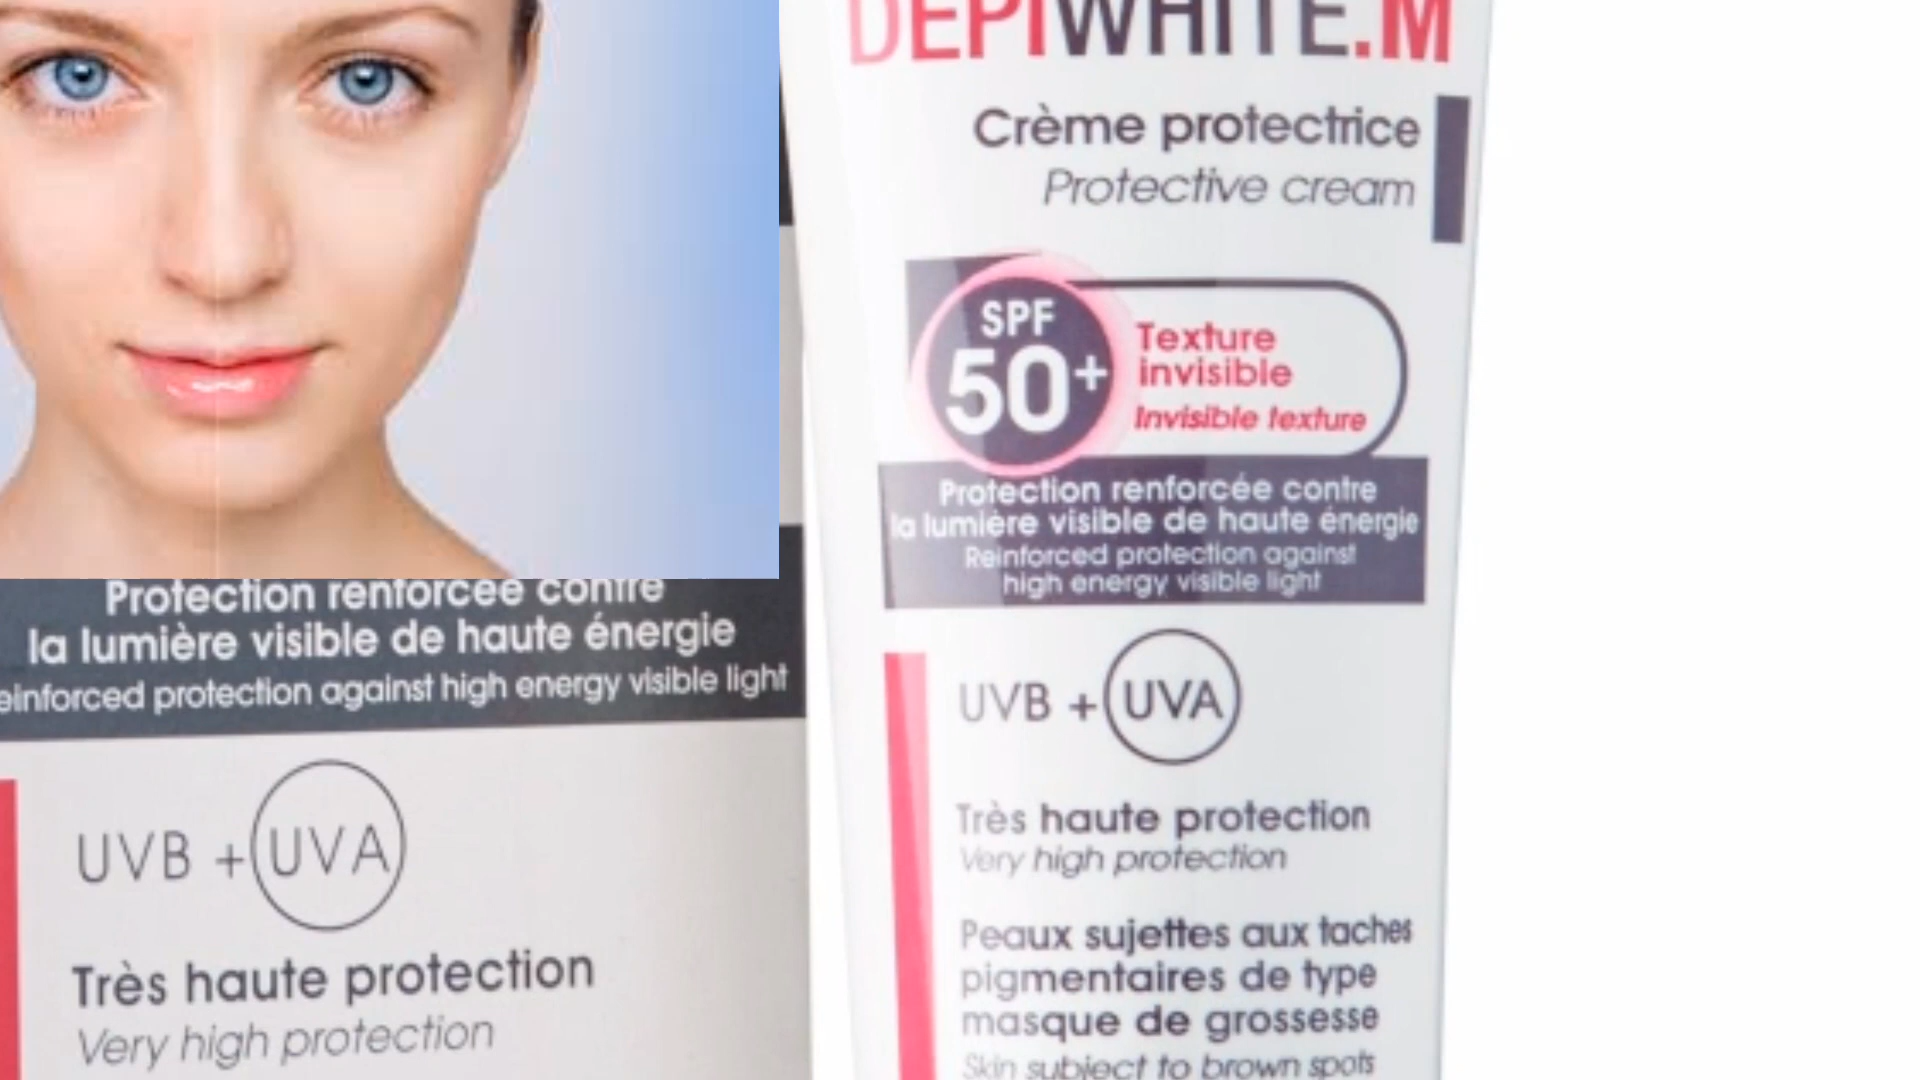 DEPIWHITE.M
Crème protectrice
Protective cream
SPF
50+
Texture
invisible
Invisible texture
Protection renforcée contre
la lumière visible de haute énergie
Reinforced protection against
high energy visible light
UVB + UVA
Très haute protection
Very high protection
Peaux sujettes aux taches
pigmentaires de type
masque de grossesse
Skin subject to brown spots
Protection renforcée contre
la lumière visible de haute énergie
einforced protection against high energy visible light
UVB + UVA
Très haute protection
Very high protection